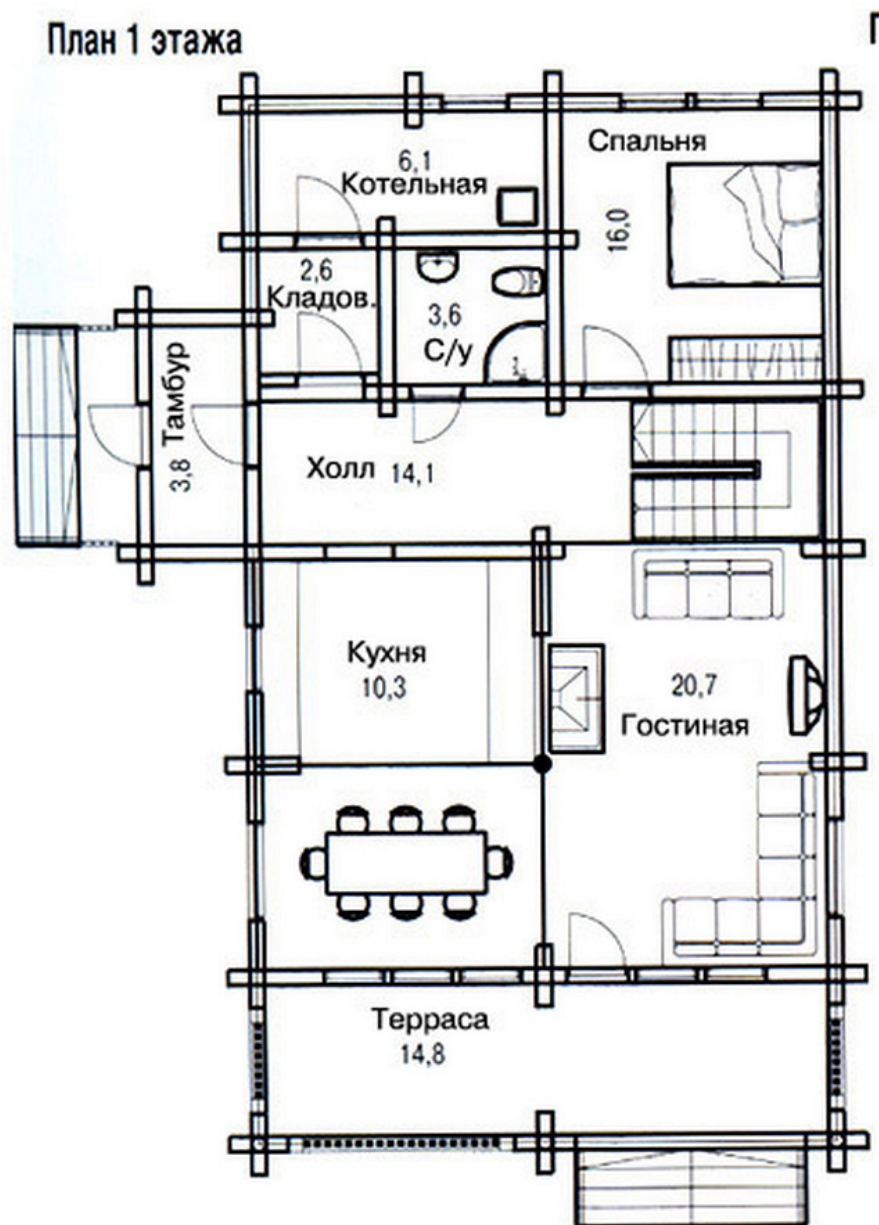 План 1 этажа
П
Спальня
16,0
6,1
Котельная
2,6
Кладов.
3,6
С/у
Тамбур
3,8
Холл 14,1
Кухня
10,3
20,7
Гостиная
Терраса
14,8